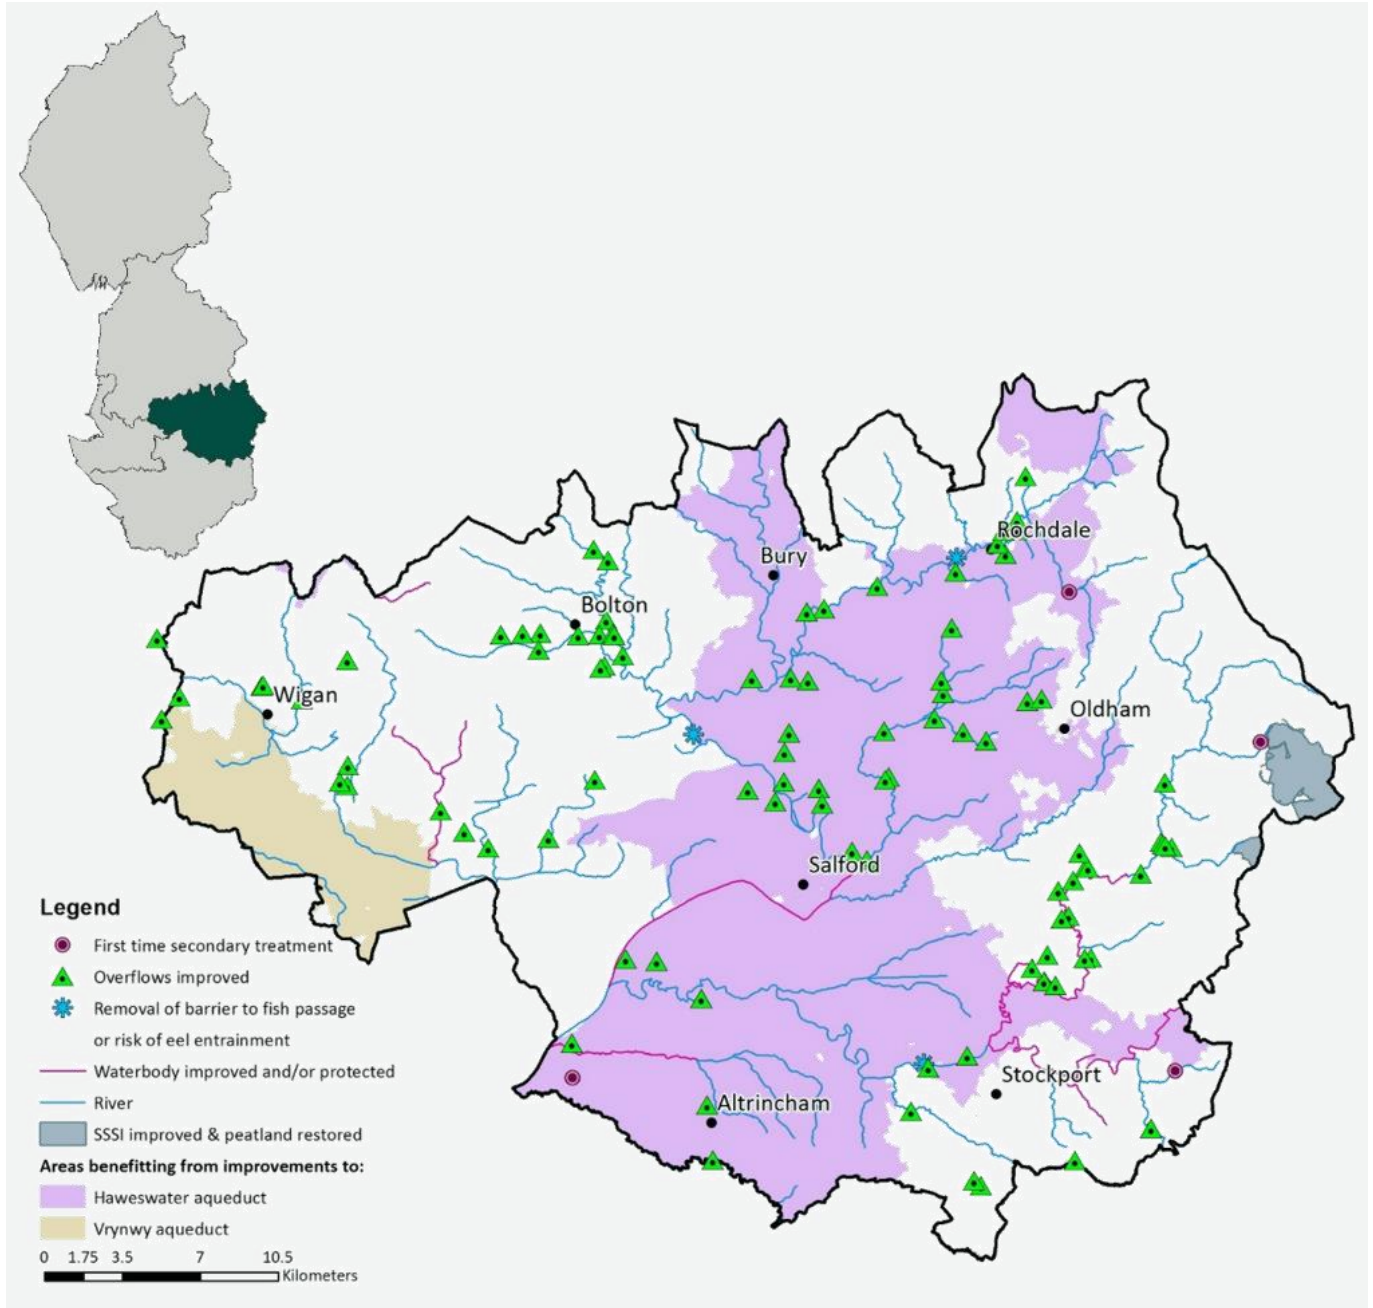 Rochdale
Bury
Bolton
Wigan
Oldham
Salford
Stockport
Altrincham
Legend
First time secondary treatment
Overflows improved
Removal of barrier to fish passage
or risk of eel entrainment
Waterbody improved and/or protected
River
SSSI improved & peatland restored
Areas benefitting from improvements to:
Haweswater aqueduct
Vrynwy aqueduct
0 1.75 3.5 7 10.5
Kilometers